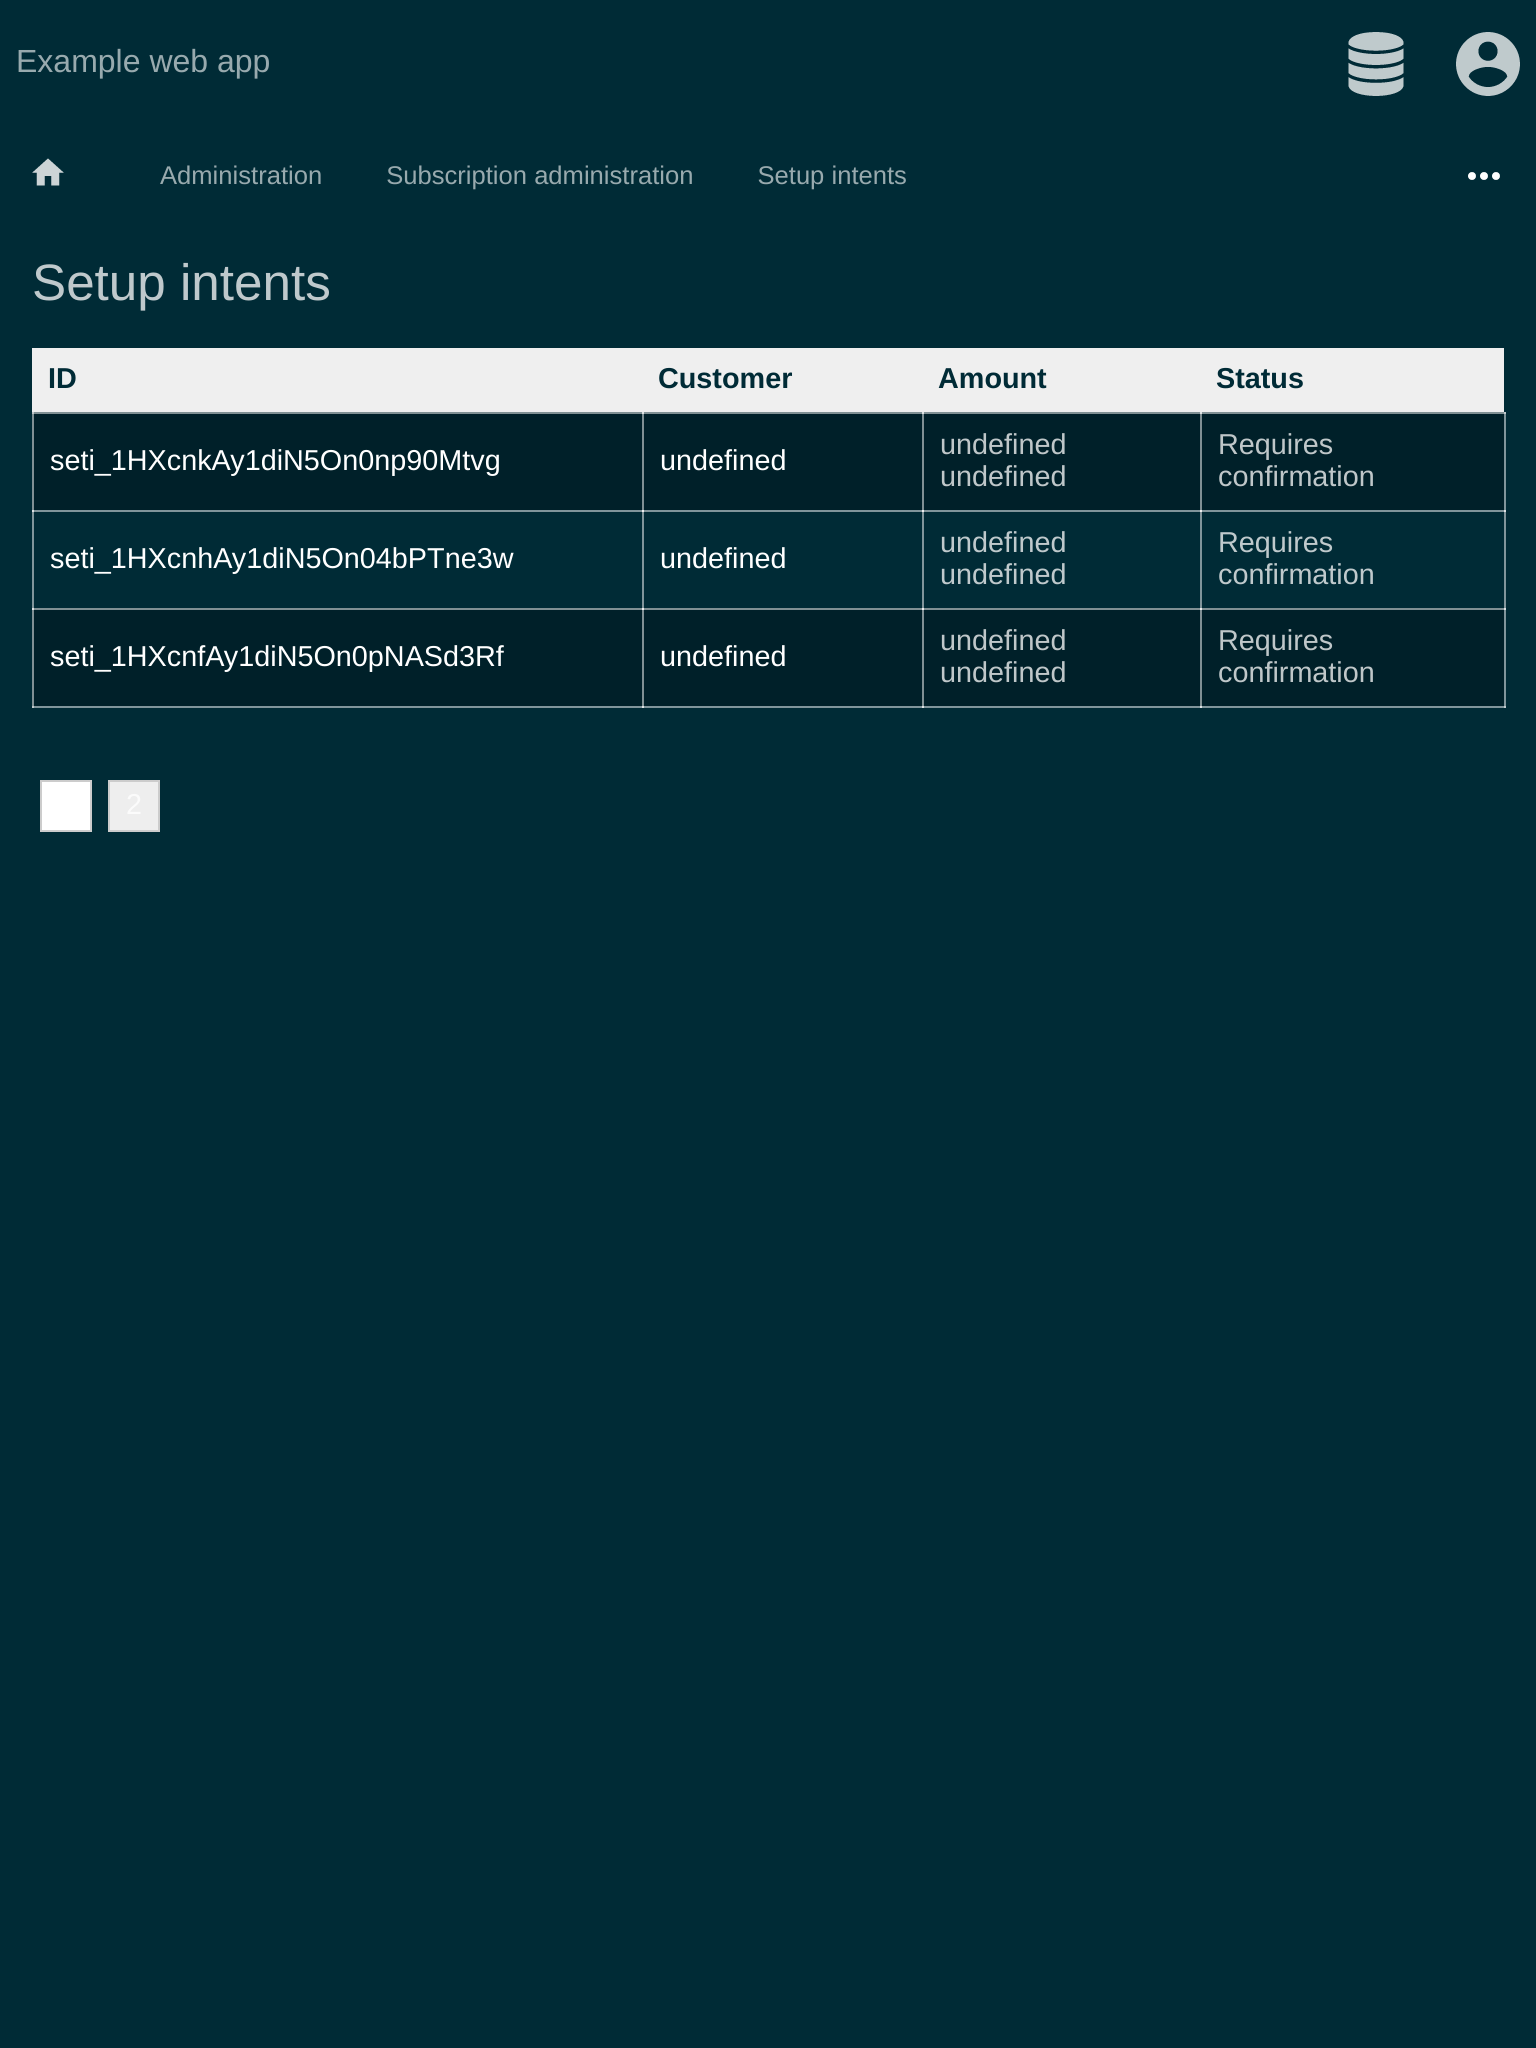 Example web app
Administration Subscription administration Setup intents
Setup intents
ID Customer Amount Status
seti_1HXcnkAy1diN5On0np90Mtvg undefined undefined undefined Requires confirmation
seti_1HXcnhAy1diN5On04bPTne3w undefined undefined undefined Requires confirmation
seti_1HXcnfAy1diN5On0pNASd3Rf undefined undefined undefined Requires confirmation
2